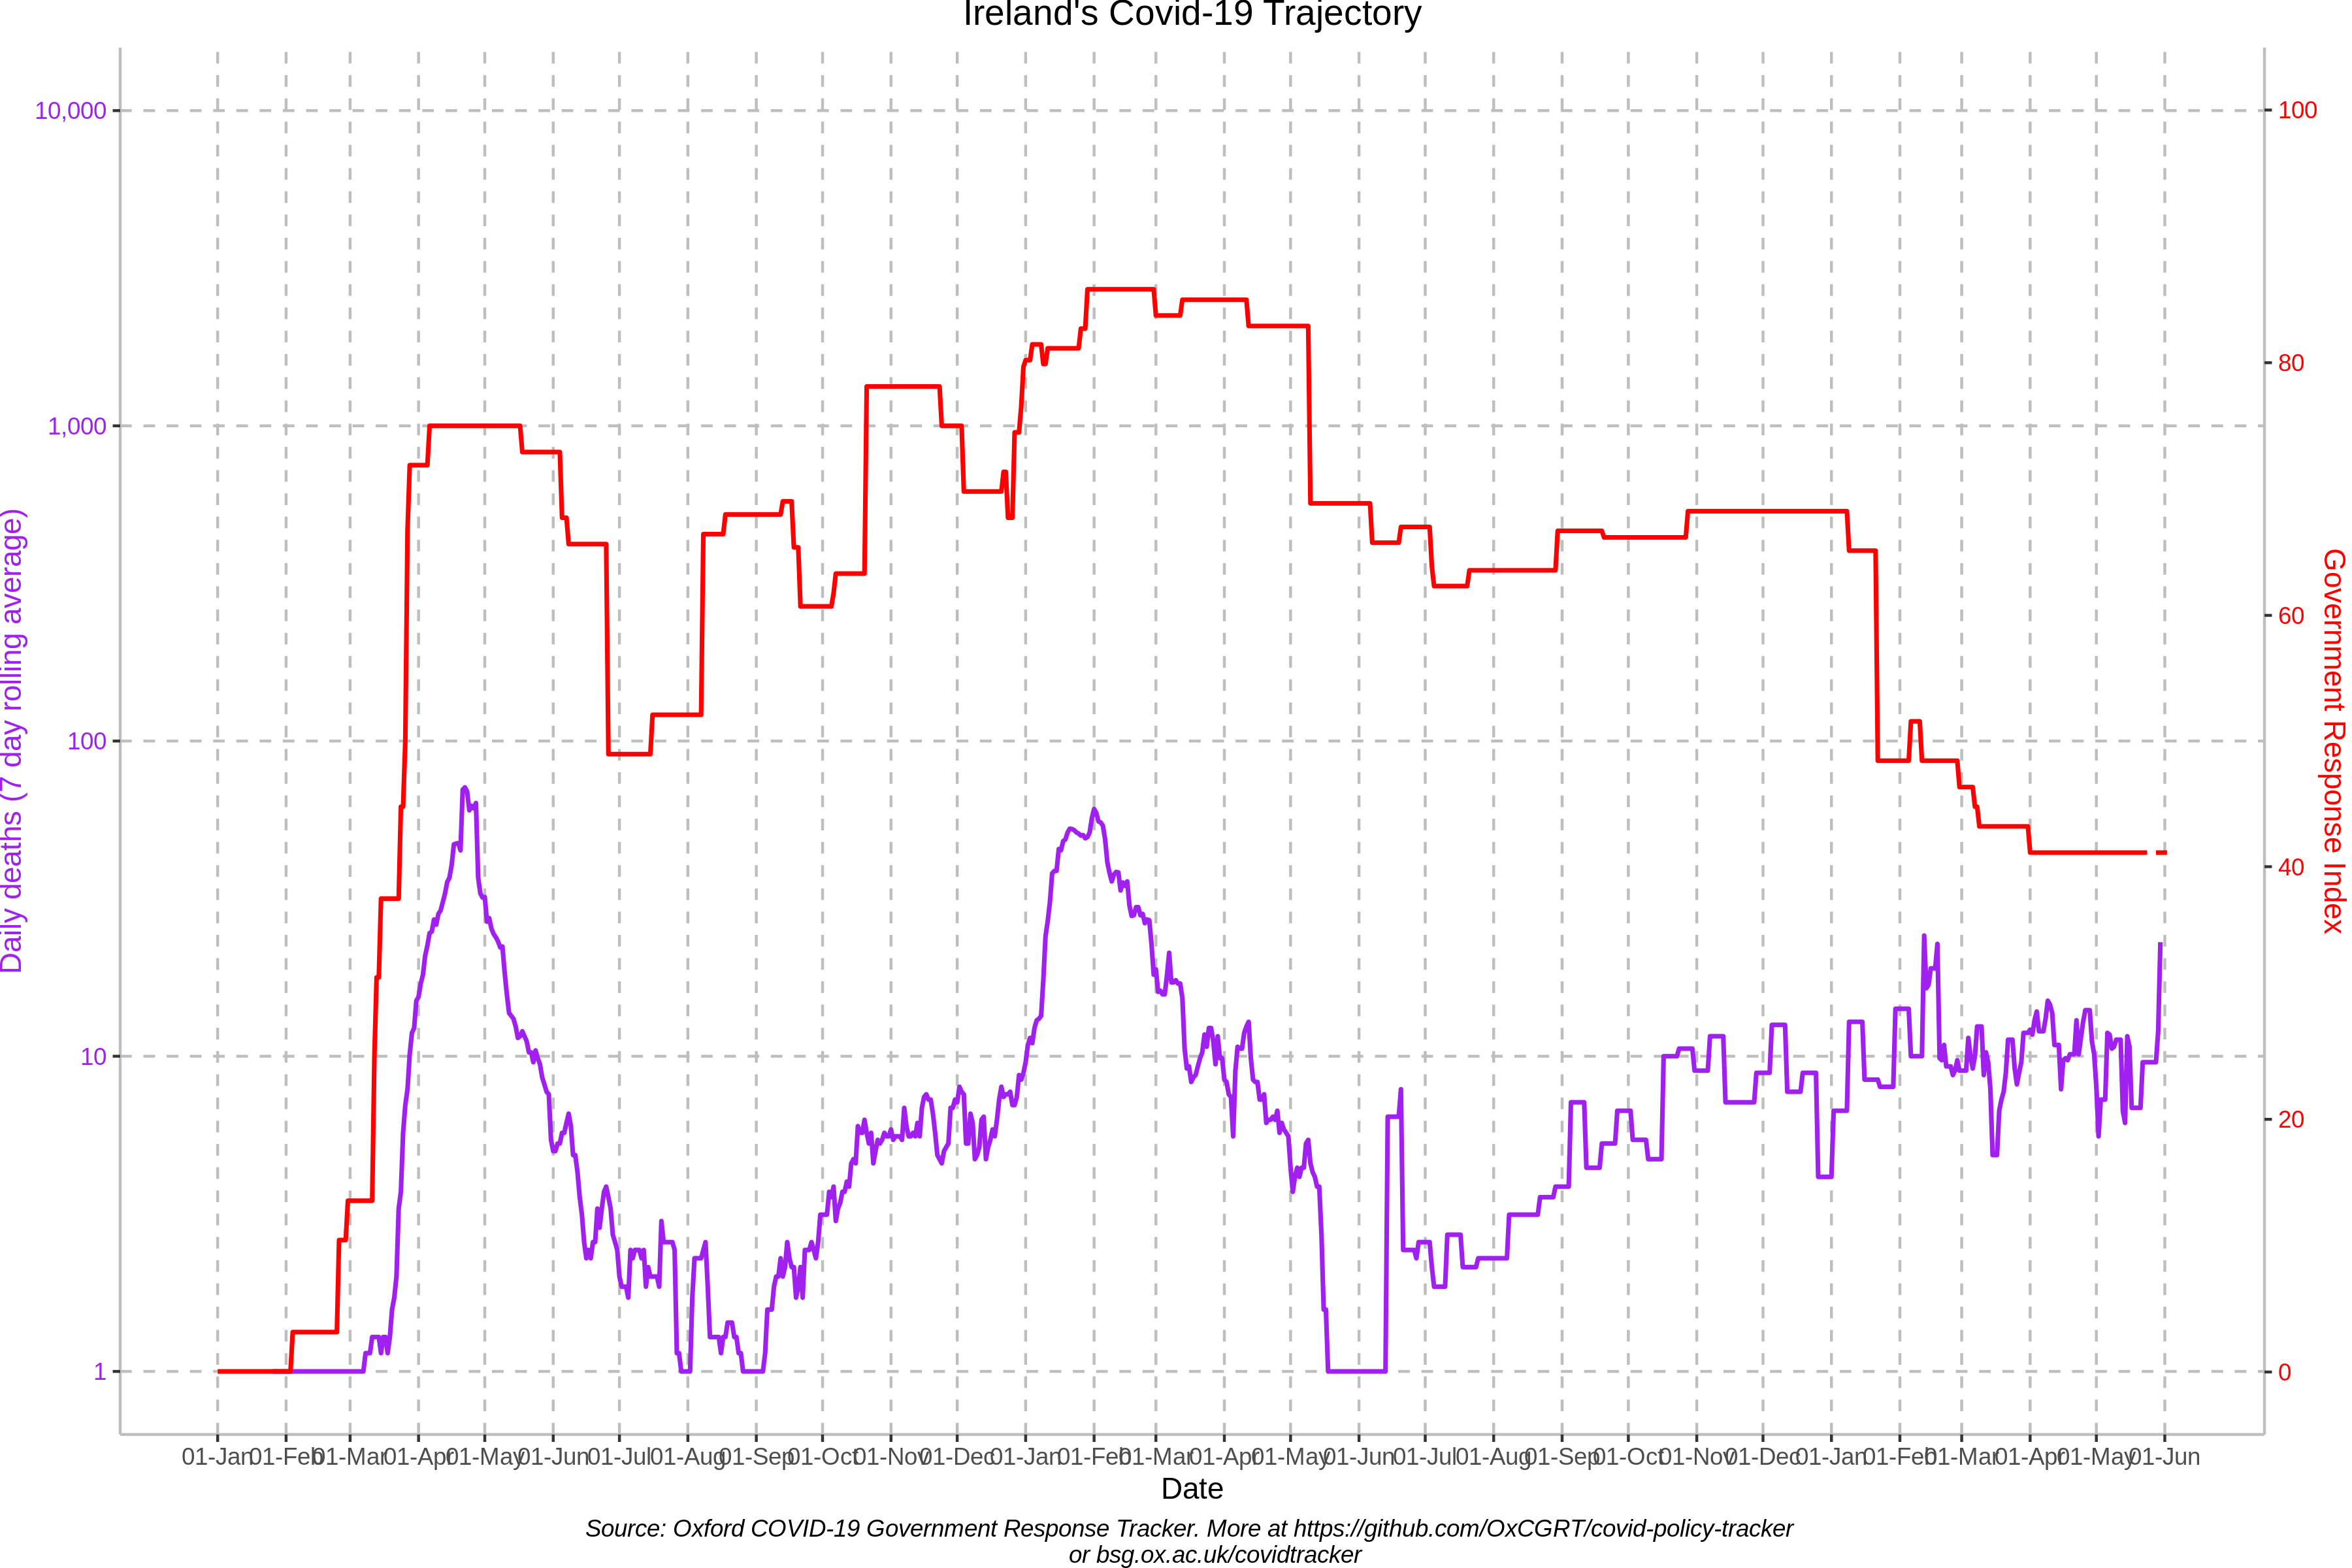 Ireland's Covid-19 Trajectory
10,000
1,000
100
10
1
Daily deaths (7 day rolling average)
100
80
60
40
20
0
Government Response Index
01-Jan
01-Feb
01-Mar
01-Apr
01-May
01-Jun
01-Jul
01-Aug
01-Sep
01-Oct
01-Nov
01-Dec
01-Jan
01-Feb
01-Mar
01-Apr
01-May
01-Jun
01-Jul
01-Aug
01-Sep
01-Oct
01-Nov
01-Dec
01-Jan
01-Feb
01-Mar
01-Apr
01-May
01-Jun
Date
Source: Oxford COVID-19 Government Response Tracker. More at https://github.com/OxCGRT/covid-policy-tracker
or bsg.ox.ac.uk/covidtracker